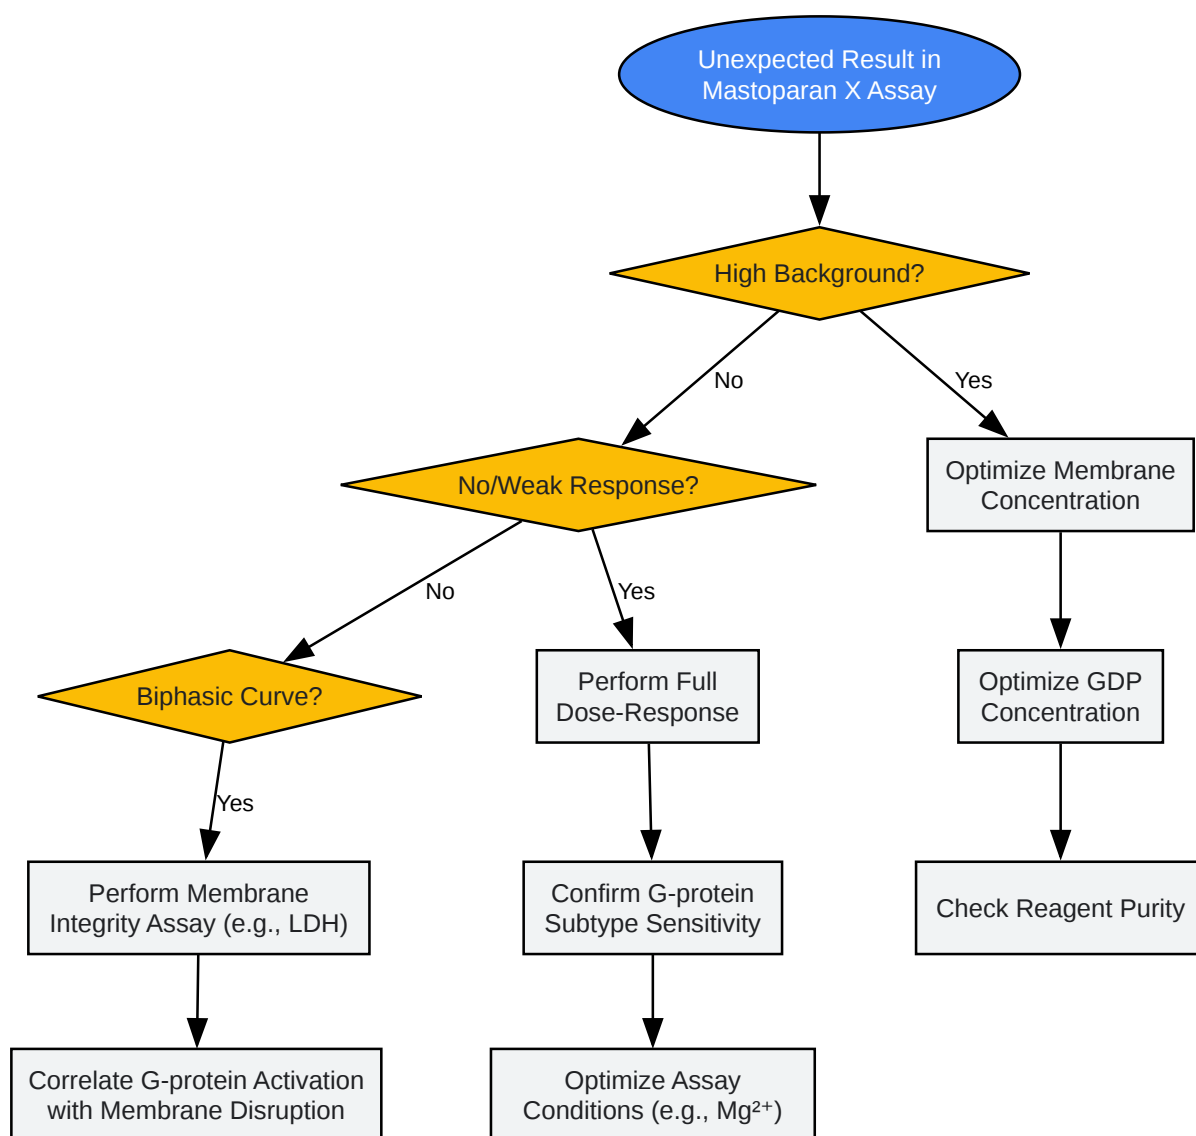 Unexpected Result in
Mastoparan X Assay
High Background?
No
Yes
No/Weak Response?
Optimize Membrane
Concentration
No
Yes
Biphasic Curve?
Perform Full
Dose-Response
Optimize GDP
Concentration
Yes
Perform Membrane
Integrity Assay (e.g., LDH)
Confirm G-protein
Subtype Sensitivity
Check Reagent Purity
Correlate G-protein Activation
with Membrane Disruption
Optimize Assay
Conditions (e.g., Mg²⁺)